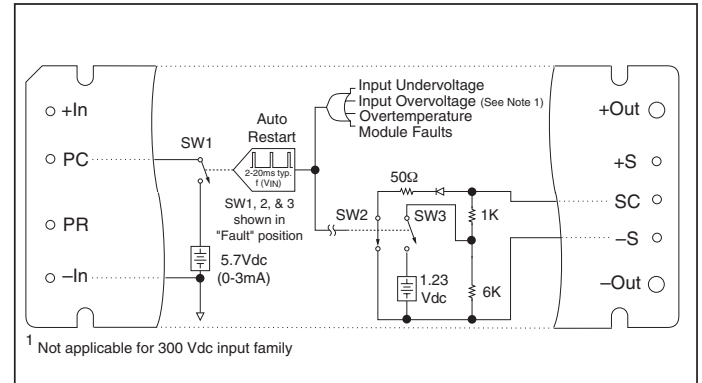 +In
PC
PR
–In
SW1
Auto
Restart
2-20ms typ.
f (VIN)
SW1, 2, & 3
shown in
"Fault" position
5.7Vdc
(0-3mA)
Input Undervoltage
Input Overvoltage (See Note 1)
Overtemperature
Module Faults
50Ω
SW2
SW3
1K
1.23
Vdc
6K
+Out
+S
SC
–S
–Out
1 Not applicable for 300 Vdc input family